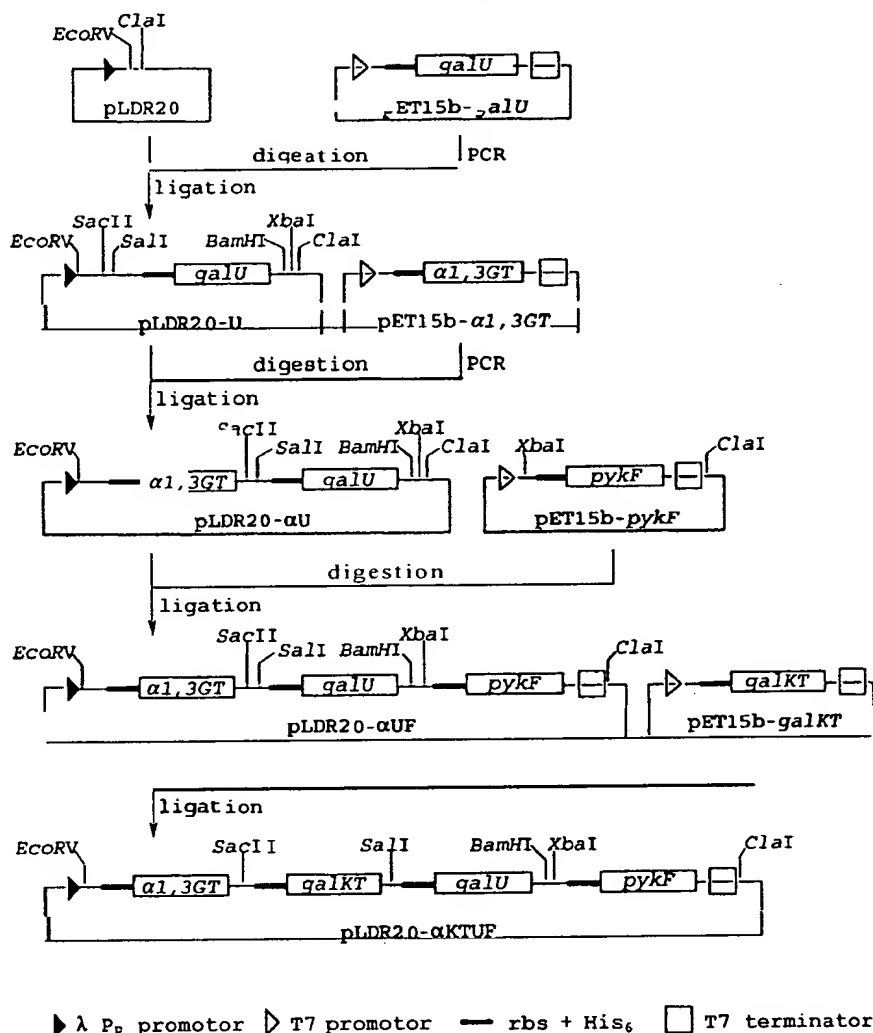 ClaI
EcoRV
galU
pLDR20
digeation PCR
ligation
SacII XbaI
EcoRV SalI BamHI ClaI
galU α1,3GT
pLDR20-U pET15b-α1,3GT
digestion PCR
ligation
SacII XbaI
EcoRV SalI BamHI ClaI XbaI ClaI
α1,3GT galU pykF
pLDR20-αU pET15b-pykF
digestion
ligation
SacII XbaI
EcoRV SalI BamHI ClaI
α1,3GT galU pykF galKT
pLDR20-αUF pET15b-galKT
ligation
EcoRV SacII SalI BamHI XbaI ClaI
α1,3GT galKT galU pykF
pLDR20-αKTUF
λ PR promotor T7 promotor rbs + His6 T7 terminator